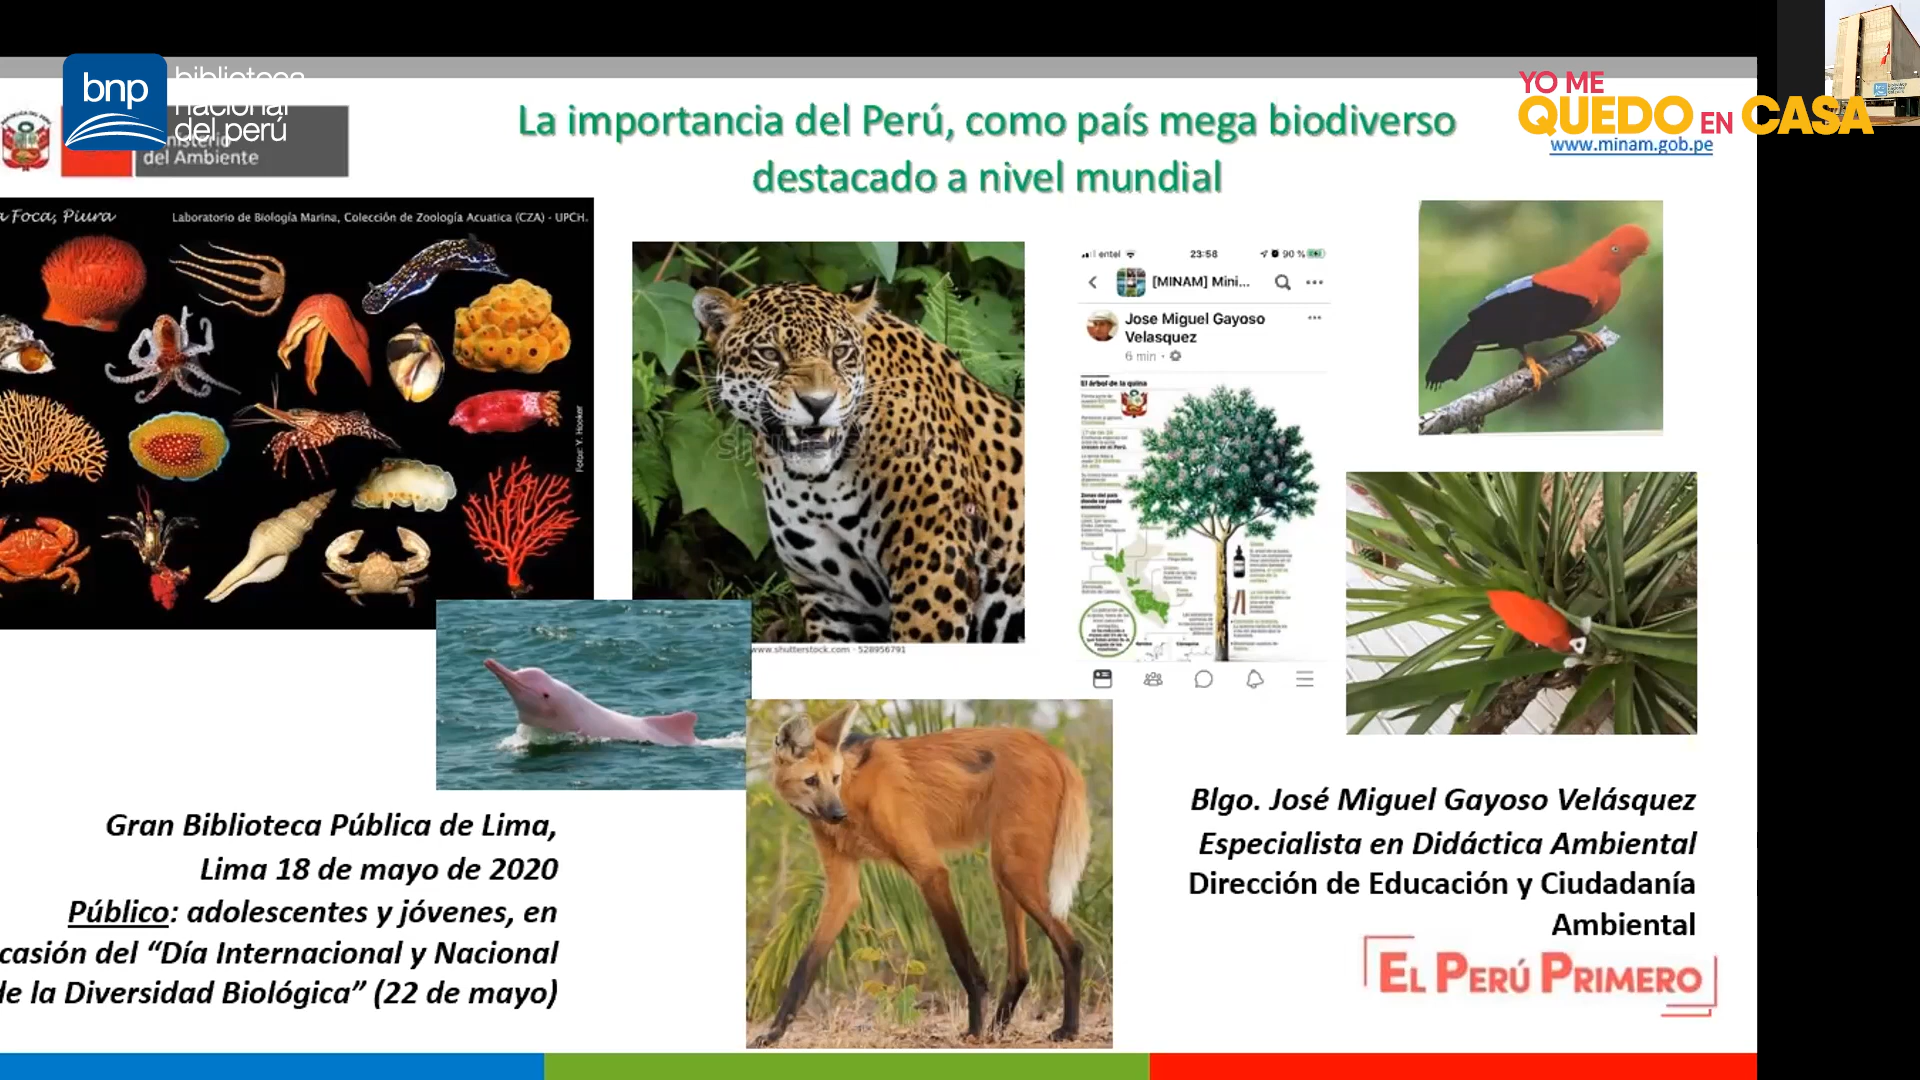 bnp
biblioteca
nacional
del perú
del Ambiente
La importancia del Perú, como país mega biodiverso
destacado a nivel mundial
YO ME
QUEDO EN CASA
www.minam.gob.pe
a Foca, Piura
Laboratorio de Biología Marina, Colección de Zoología Acuatica (CZA) - UPCH.
Fotos: Y. Hooker
shutterstock
www.shutterstock.com · 528956791
entel
23:58
90 %
[MINAM] Mini...
Jose Miguel Gayoso
Velasquez
6 min
El árbol de la quina
Gran Biblioteca Pública de Lima,
Lima 18 de mayo de 2020
Público: adolescentes y jóvenes, en
casión del “Día Internacional y Nacional
de la Diversidad Biológica” (22 de mayo)
Blgo. José Miguel Gayoso Velásquez
Especialista en Didáctica Ambiental
Dirección de Educación y Ciudadanía
Ambiental
EL PERÚ PRIMERO